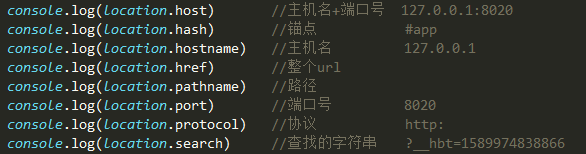 console.log(location.host) //主机名+端口号 127.0.0.1:8020
console.log(location.hash) //锚点 #app
console.log(location.hostname) //主机名 127.0.0.1
console.log(location.href) //整个url
console.log(location.pathname) //路径
console.log(location.port) //端口号 8020
console.log(location.protocol) //协议 http:
console.log(location.search) //查找的字符串 ?__hbt=1589974838866